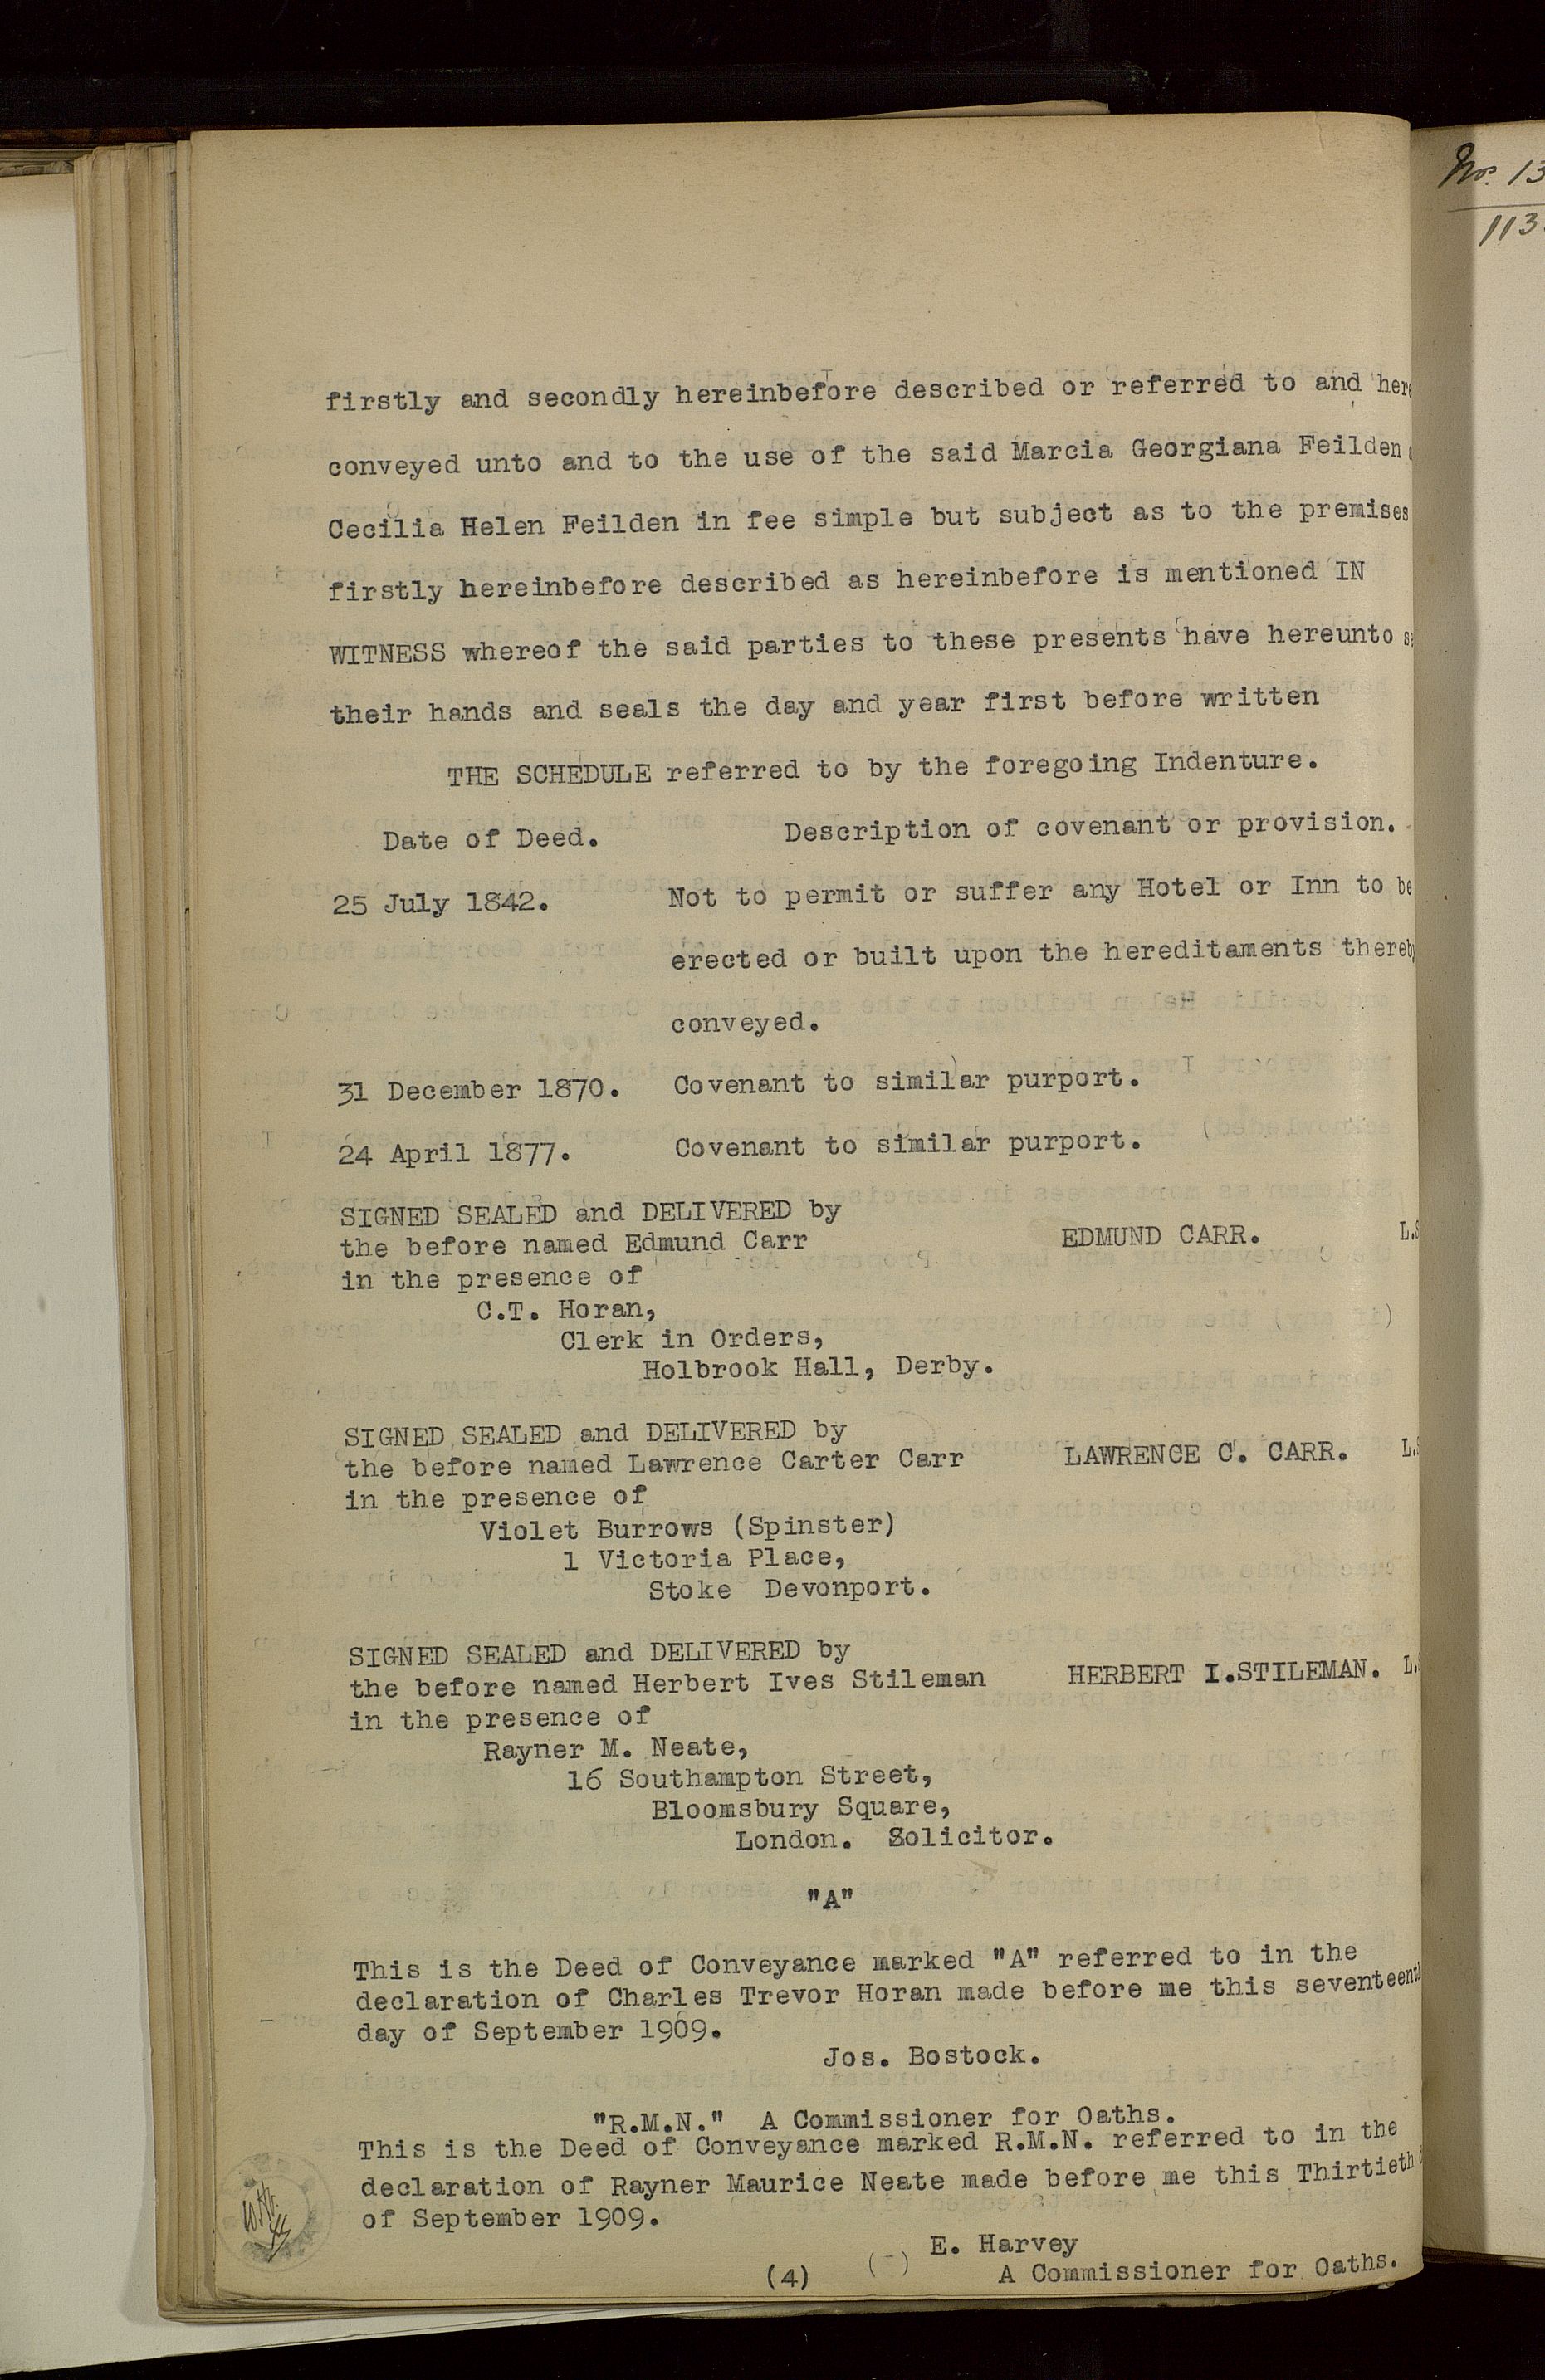 No. 13
113
firstly and secondly hereinbefore described or referred to and here
conveyed unto and to the use of the said Marcia Georgiana Feilden
Cecilia Helen Feilden in fee simple but subject as to the premises
firstly hereinbefore described as hereinbefore is mentioned IN
WITNESS whereof the said parties to these presents have hereunto se
their hands and seals the day and year first before written
THE SCHEDULE referred to by the foregoing Indenture.
Date of Deed. Description of covenant or provision.
25 July 1842. Not to permit or suffer any Hotel or Inn to be
erected or built upon the hereditaments thereby
conveyed.
31 December 1870. Covenant to similar purport.
24 April 1877. Covenant to similar purport.
SIGNED SEALED and DELIVERED by
the before named Edmund Carr EDMUND CARR. L.S
in the presence of
C.T. Horan,
Clerk in Orders,
Holbrook Hall, Derby.
SIGNED SEALED and DELIVERED by
the before named Lawrence Carter Carr LAWRENCE C. CARR. L.S
in the presence of
Violet Burrows (Spinster)
1 Victoria Place,
Stoke Devonport.
SIGNED SEALED and DELIVERED by
the before named Herbert Ives Stileman HERBERT I.STILEMAN. L.S
in the presence of
Rayner M. Neate,
16 Southampton Street,
Bloomsbury Square,
London. Solicitor.
"A"
This is the Deed of Conveyance marked "A" referred to in the
declaration of Charles Trevor Horan made before me this seventeenth
day of September 1909.
Jos. Bostock.
"R.M.N." A Commissioner for Oaths.
This is the Deed of Conveyance marked R.M.N. referred to in the
declaration of Rayner Maurice Neate made before me this Thirtieth
of September 1909.
E. Harvey
(4) (-) A Commissioner for Oaths.